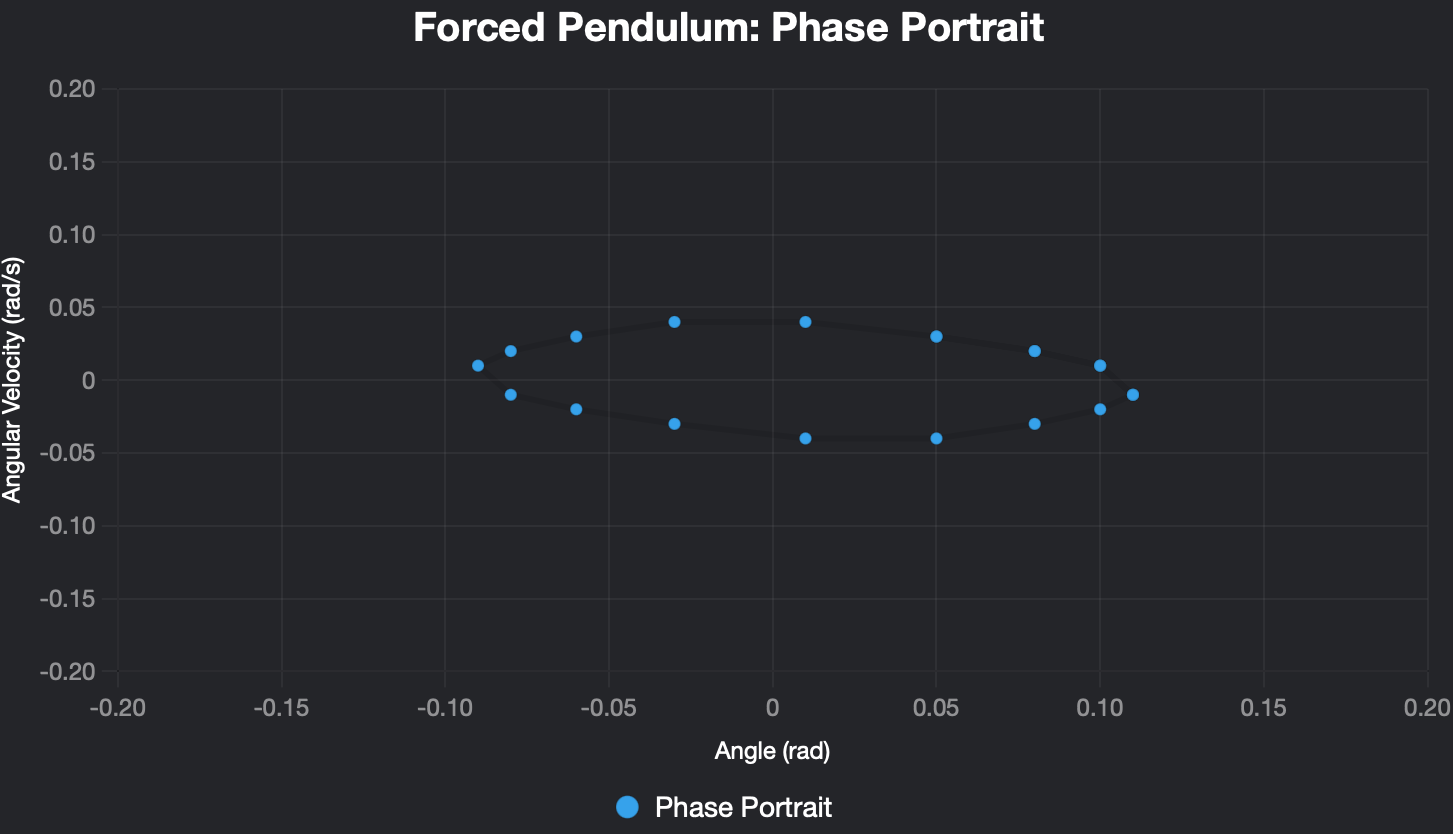 Forced Pendulum: Phase Portrait
Angular Velocity (rad/s)
0.20
0.15
0.10
0.05
0
-0.05
-0.10
-0.15
-0.20
-0.20 -0.15 -0.10 -0.05 0 0.05 0.10 0.15 0.20
Angle (rad)
Phase Portrait